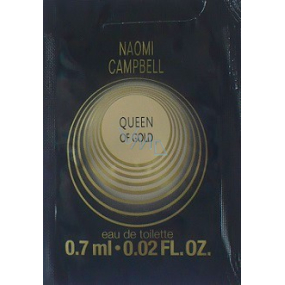 NAOMI
CAMPBELL
QUEEN
OF GOLD
eau de toilette
0.7 ml • 0.02 FL. OZ.